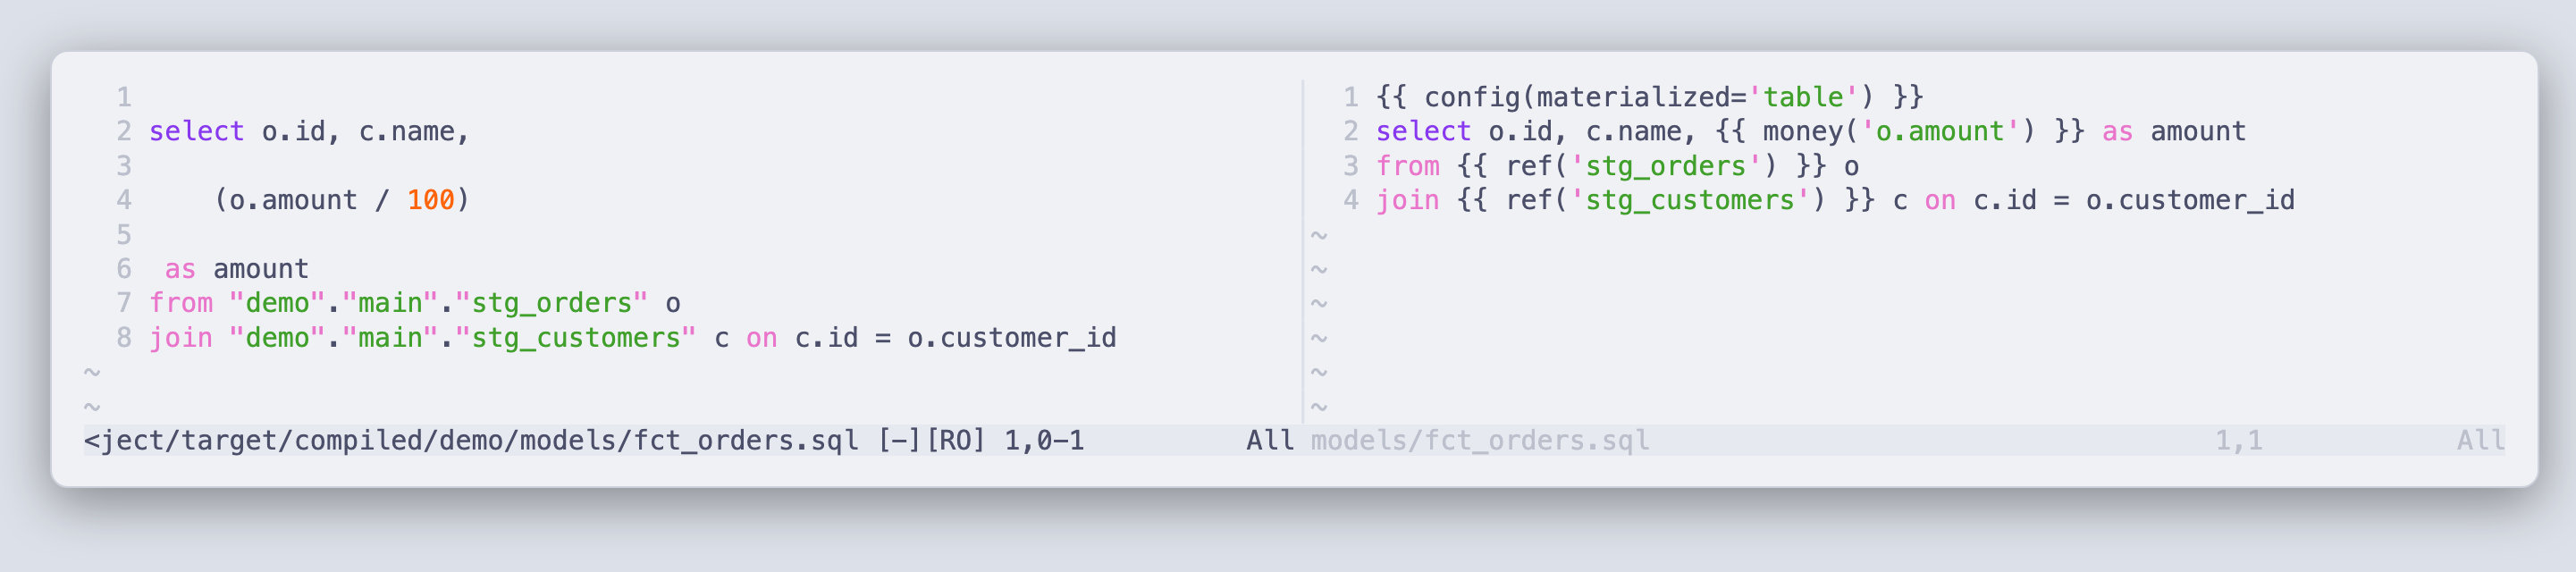 1
2 select o.id, c.name,
3
4     (o.amount / 100)
5
6  as amount
7 from "demo"."main"."stg_orders" o
8 join "demo"."main"."stg_customers" c on c.id = o.customer_id
~
~
<ject/target/compiled/demo/models/fct_orders.sql [-][RO] 1,0-1 All
1 {{ config(materialized='table') }}
2 select o.id, c.name, {{ money('o.amount') }} as amount
3 from {{ ref('stg_orders') }} o
4 join {{ ref('stg_customers') }} c on c.id = o.customer_id
~
~
~
~
~
~
models/fct_orders.sql 1,1 All